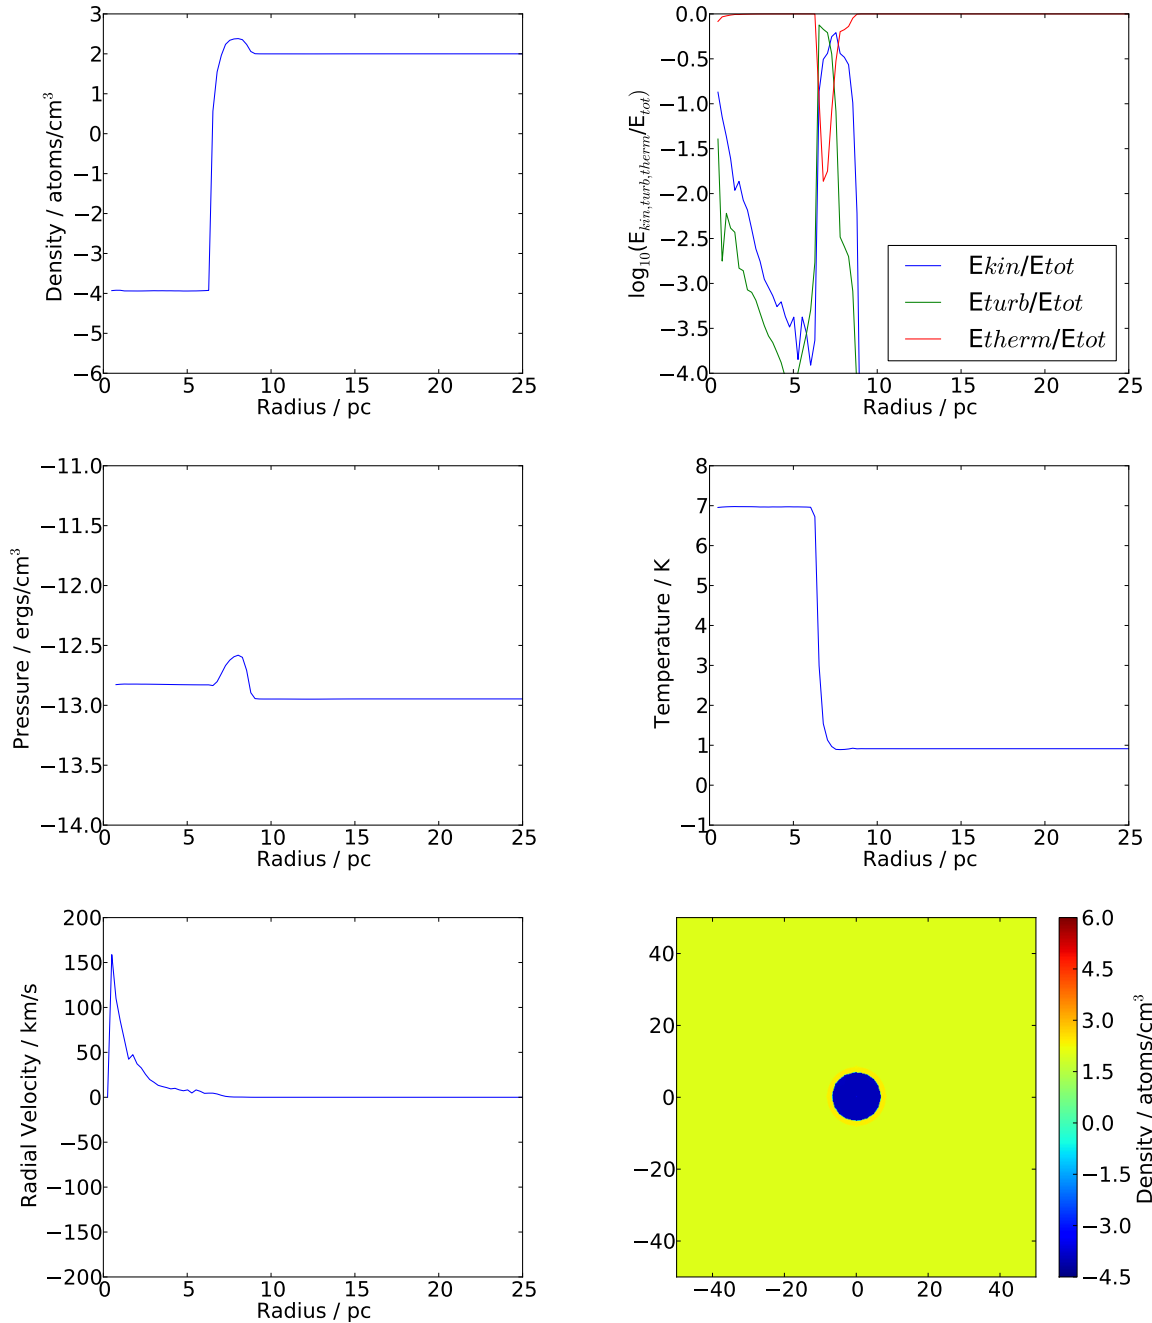 3
2
1
0
−1
−2
−3
−4
−5
−6
Density / atoms/cm³
0 5 10 15 20 25
Radius / pc
0.0
−0.5
−1.0
−1.5
−2.0
−2.5
−3.0
−3.5
−4.0
log₁₀(E_kin,turb,therm/E_tot)
Ekin/Etot
Eturb/Etot
Etherm/Etot
0 5 10 15 20 25
Radius / pc
−11.0
−11.5
−12.0
−12.5
−13.0
−13.5
−14.0
Pressure / ergs/cm³
0 5 10 15 20 25
Radius / pc
8
7
6
5
4
3
2
1
0
−1
Temperature / K
0 5 10 15 20 25
Radius / pc
200
150
100
50
0
−50
−100
−150
−200
Radial Velocity / km/s
0 5 10 15 20 25
Radius / pc
40
20
0
−20
−40
−40 −20 0 20 40
6.0
4.5
3.0
1.5
0.0
−1.5
−3.0
−4.5
Density / atoms/cm³